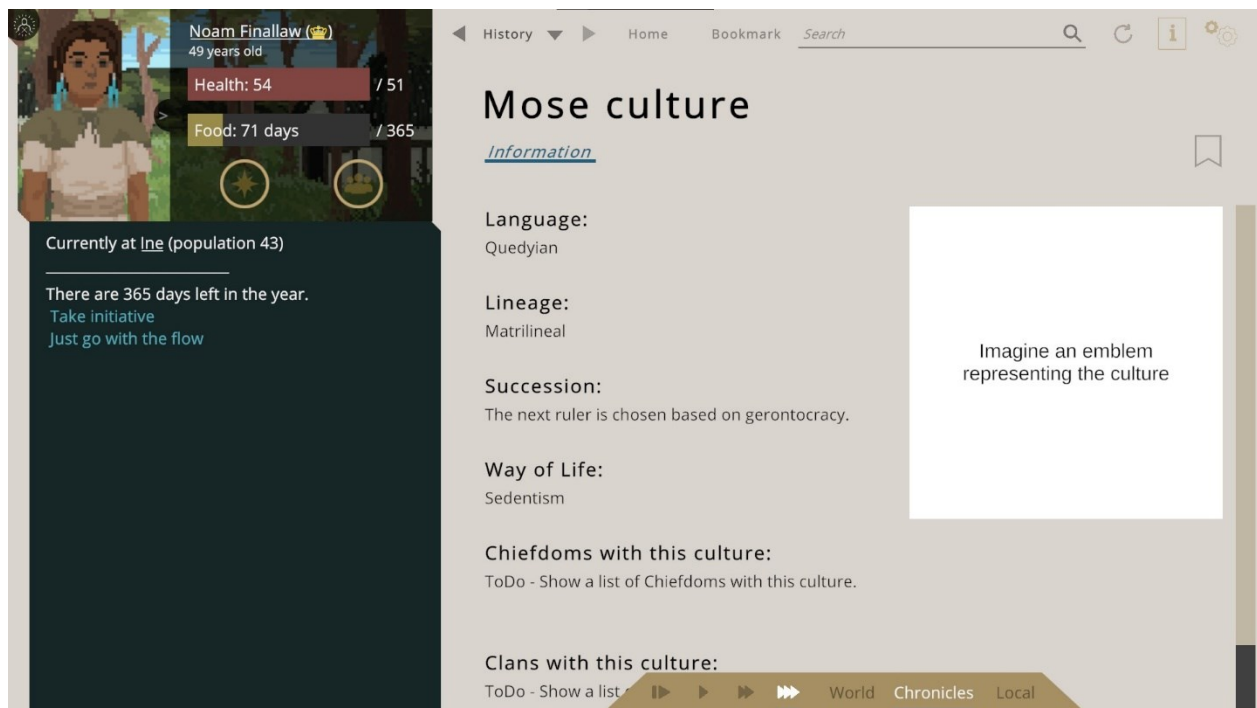 Noam Finallaw (👑)
49 years old
Health: 54 / 51
Food: 71 days / 365
Currently at Ine (population 43)
There are 365 days left in the year.
Take initiative
Just go with the flow
History Home Bookmark Search
i
Mose culture
Information
Language:
Quedyian
Lineage:
Matrilineal
Succession:
The next ruler is chosen based on gerontocracy.
Way of Life:
Sedentism
Chiefdoms with this culture:
ToDo - Show a list of Chiefdoms with this culture.
Clans with this culture:
ToDo - Show a list
Imagine an emblem
representing the culture
World Chronicles Local